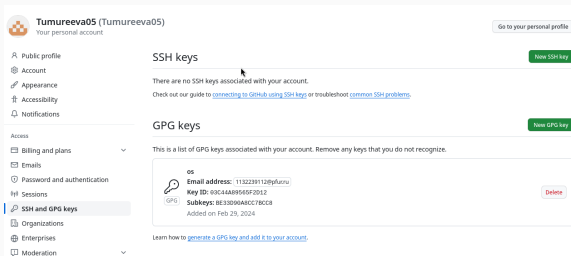 Tumureeva05 (Tumureeva05)
Your personal account
Go to your personal profile
Public profile
Account
Appearance
Accessibility
Notifications
Access
Billing and plans
Emails
Password and authentication
Sessions
SSH and GPG keys
Organizations
Enterprises
Moderation
SSH keys
New SSH key
There are no SSH keys associated with your account.
Check out our guide to connecting to GitHub using SSH keys or troubleshoot common SSH problems.
GPG keys
New GPG key
This is a list of GPG keys associated with your account. Remove any keys that you do not recognize.
os
Email address: 1132239112@pfur.ru
Key ID: 03C44A89565F2D12
Subkeys: BE33D90A8CC7BCC8
Added on Feb 29, 2024
GPG
Delete
Learn how to generate a GPG key and add it to your account.